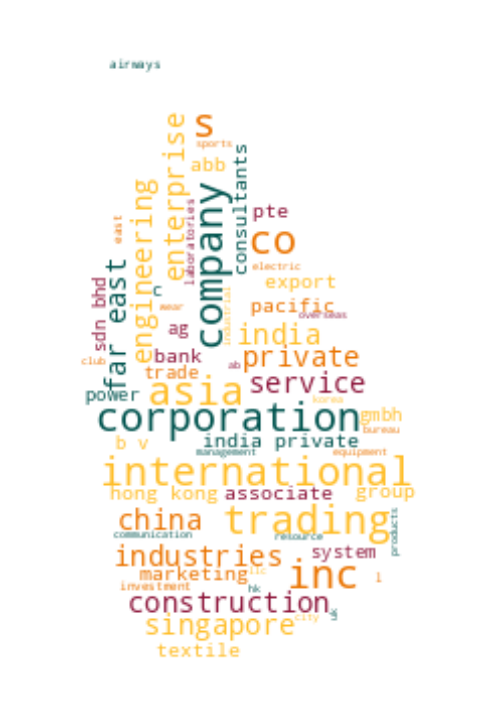 airways
s
sports
enterprise
abb
consultants
laboratories
engineering
company
pte
east
co
electric
far east
c
export
sdn bhd
wear
industrial
pacific
overseas
ag
india
club
bank
private
trade
ab
service
power
asia
korea
corporation
gmbh
bureau
b v
india private
management
equipment
international
hong kong
associate
group
china
trading
products
communication
resource
industries
system
marketing
llc
inc
l
investment
hk
construction
uk
singapore
city
textile